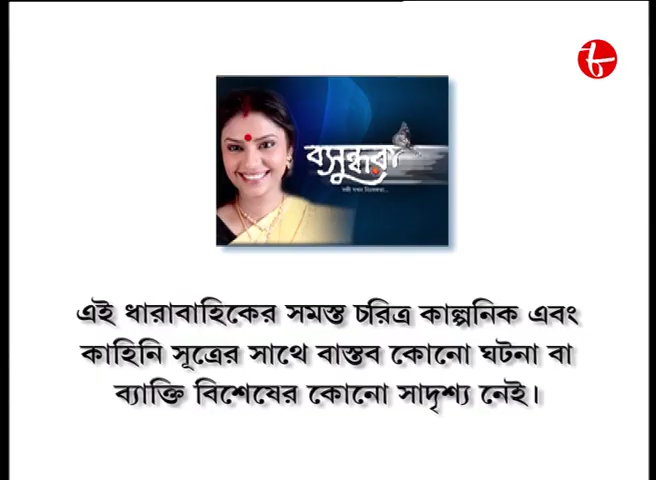 বসুন্ধরা
এই ধারাবাহিকের সমস্ত চরিত্র কাল্পনিক এবং
কাহিনি সূত্রের সাথে বাস্তব কোনো ঘটনা বা
ব্যাক্তি বিশেষের কোনো সাদৃশ্য নেই।